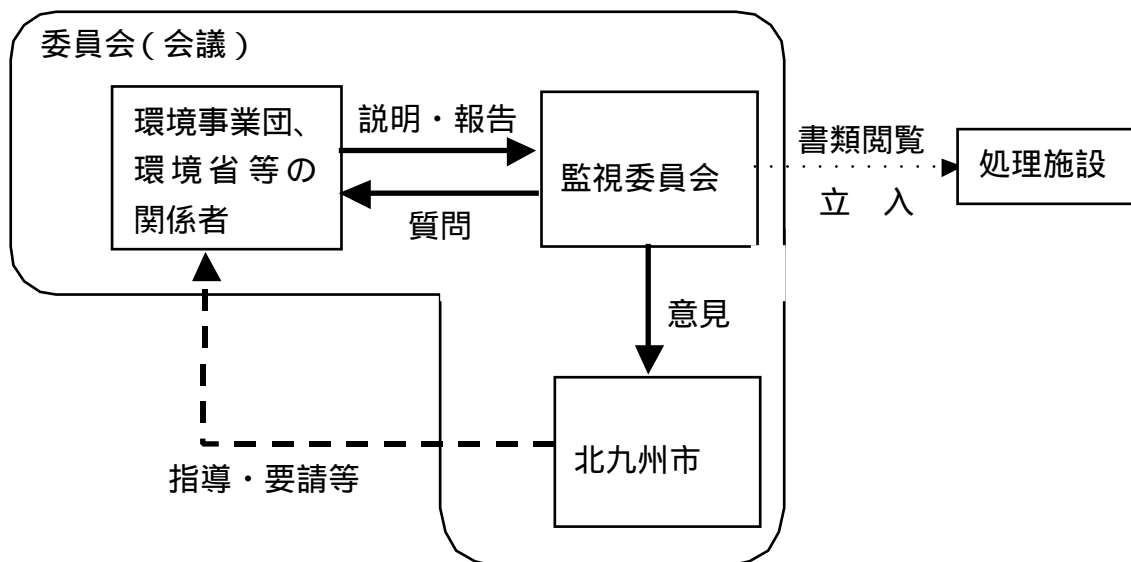 委員会（会議）
環境事業団、
環境省等の
関係者
説明・報告
質問
監視委員会
書類閲覧
立　入
処理施設
意見
北九州市
指導・要請等